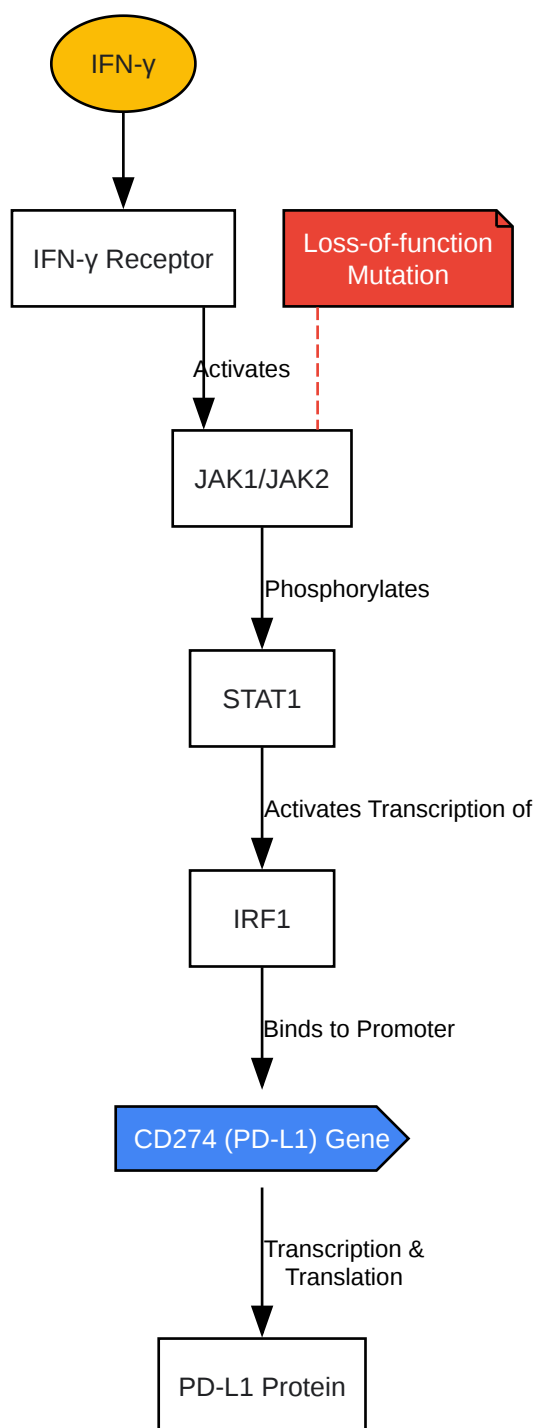 IFN-γ
IFN-γ Receptor
Loss-of-function
Mutation
Activates
JAK1/JAK2
Phosphorylates
STAT1
Activates Transcription of
IRF1
Binds to Promoter
CD274 (PD-L1) Gene
Transcription &
Translation
PD-L1 Protein